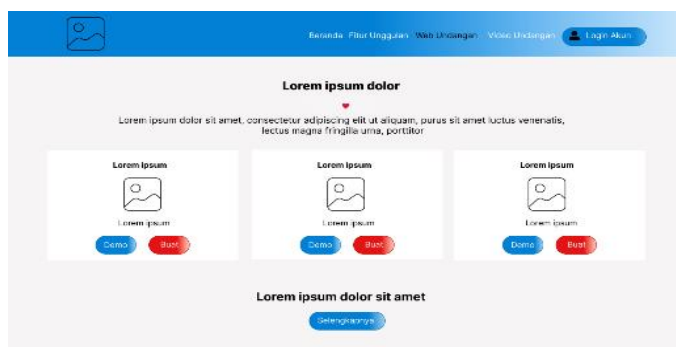 Beranda Fitur Unggulan Web Undangan Video Undangan Login Akun
Lorem ipsum dolor
Lorem ipsum dolor sit amet, consectetur adipiscing elit ut aliquam, purus sit amet luctus venenatis,
lectus magna fringilla urna, porttitor
Lorem ipsum
Lorem ipsum
Demo Buat
Lorem ipsum
Lorem ipsum
Demo Buat
Lorem ipsum
Lorem ipsum
Demo Buat
Lorem ipsum dolor sit amet
Selengkapnya